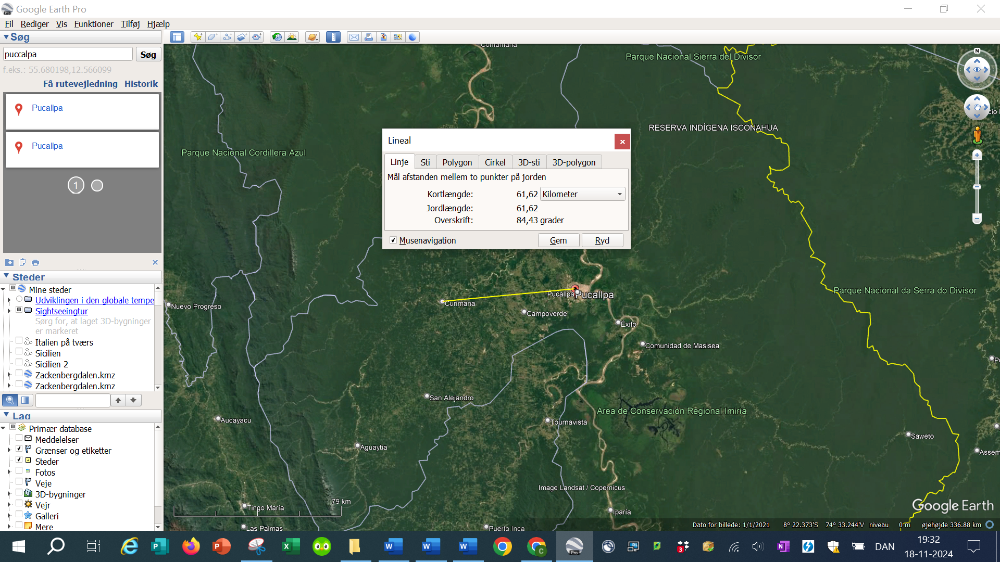 Google Earth Pro
Fil Rediger Vis Funktioner Tilføj Hjælp
Søg
puccalpa
Søg
f.eks.: 55.680198,12.566099
Få rutevejledning Historik
Pucallpa
Pucallpa
1
Steder
Mine steder
Udviklingen i den globale tempe
Sightseeingtur
Sørg for, at laget 3D-bygninger
er markeret
Italien på tværs
Sicilien
Sicilien 2
Zackenbergdalen.kmz
Zackenbergdalen.kmz
Lag
Primær database
Meddelelser
Grænser og etiketter
Steder
Fotos
Veje
3D-bygninger
Vejr
Galleri
Mere
Contamana
Parque Nacional Sierra del Divisor
N
RESERVA INDÍGENA ISCONAHUA
Parque Nacional Cordillera Azul
Lineal
Linje Sti Polygon Cirkel 3D-sti 3D-polygon
Mål afstanden mellem to punkter på jorden
Kortlængde: 61,62 Kilometer
Jordlængde: 61,62
Overskrift: 84,43 grader
Musenavigation Gem Ryd
Parque Nacional da Serra do Divisor
Pucallpa
Pucallpa
Curimana
Nuevo Progreso
Campoverde
Éxito
Comunidad de Masisea
San Alejandro
Area de Conservación Règional Imiría
Aucayacu
Tournavista
Saweto
Aguaytia
Assem
Image Landsat / Copernicus
79 km
Tingo María
Iparía
Google Earth
Las Palmas
Puerto Inca
Dato for billede: 1/1/2021 8° 22.373'S 74° 33.244'V niveau 0 m øjehøjde 336.88 km
19:32
DAN
18-11-2024